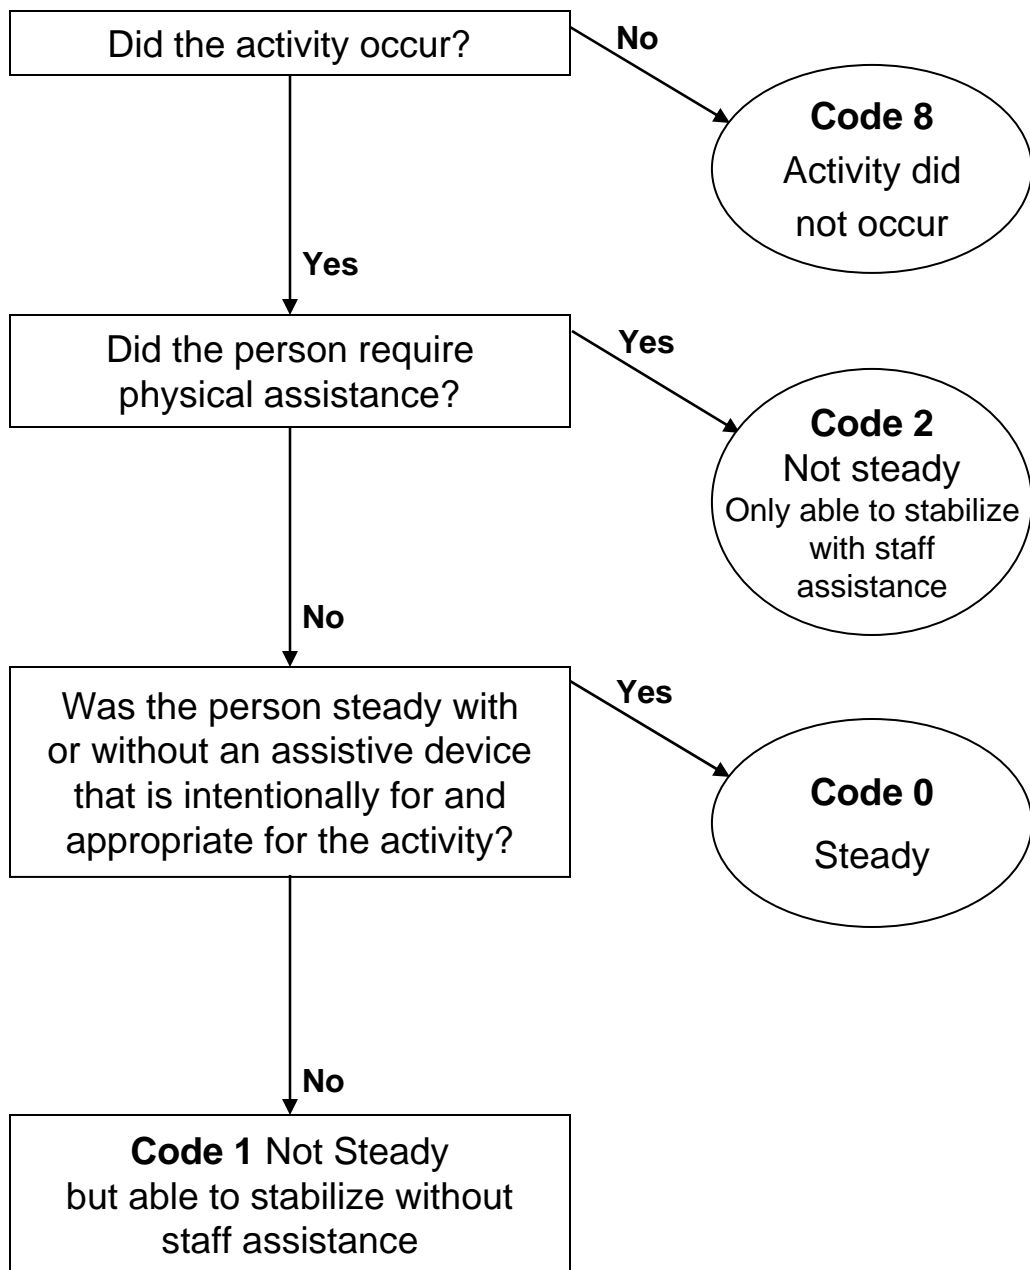 Did the activity occur?
No
Code 8
Activity did
not occur
Yes
Did the person require
physical assistance?
Yes
Code 2
Not steady
Only able to stabilize
with staff
assistance
No
Was the person steady with
or without an assistive device
that is intentionally for and
appropriate for the activity?
Yes
Code 0
Steady
No
Code 1 Not Steady
but able to stabilize without
staff assistance